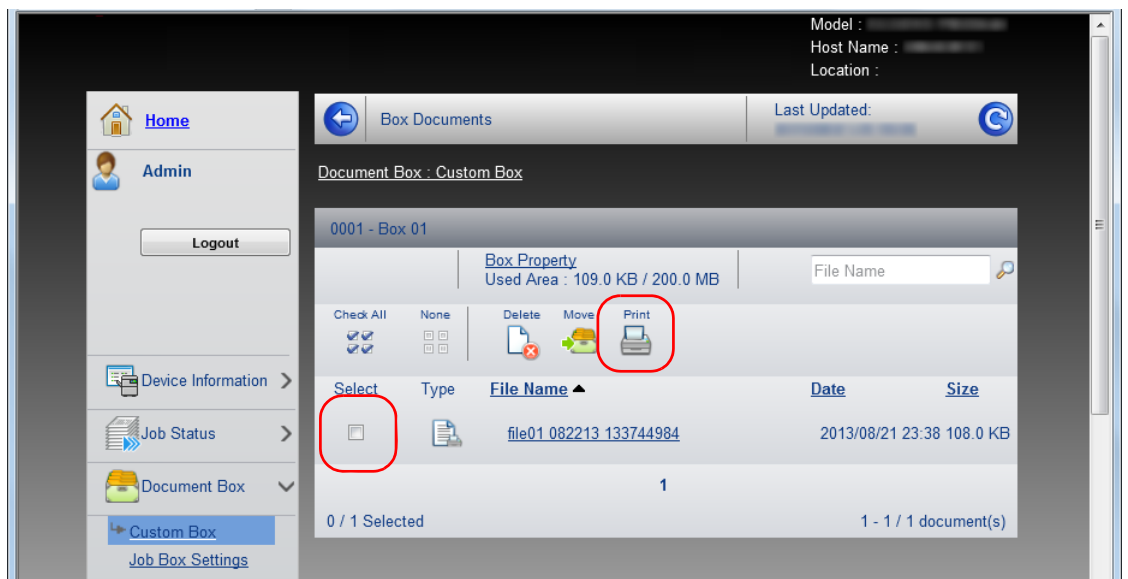 Model :
Host Name :
Location :
Home
Admin
Logout
Device Information
Job Status
Document Box
Custom Box
Job Box Settings
Box Documents
Last Updated:
Document Box : Custom Box
0001 - Box 01
Box Property
Used Area : 109.0 KB / 200.0 MB
File Name
Check All None Delete Move Print
Select Type File Name Date Size
file01 082213 133744984 2013/08/21 23:38 108.0 KB
1
0 / 1 Selected 1 - 1 / 1 document(s)